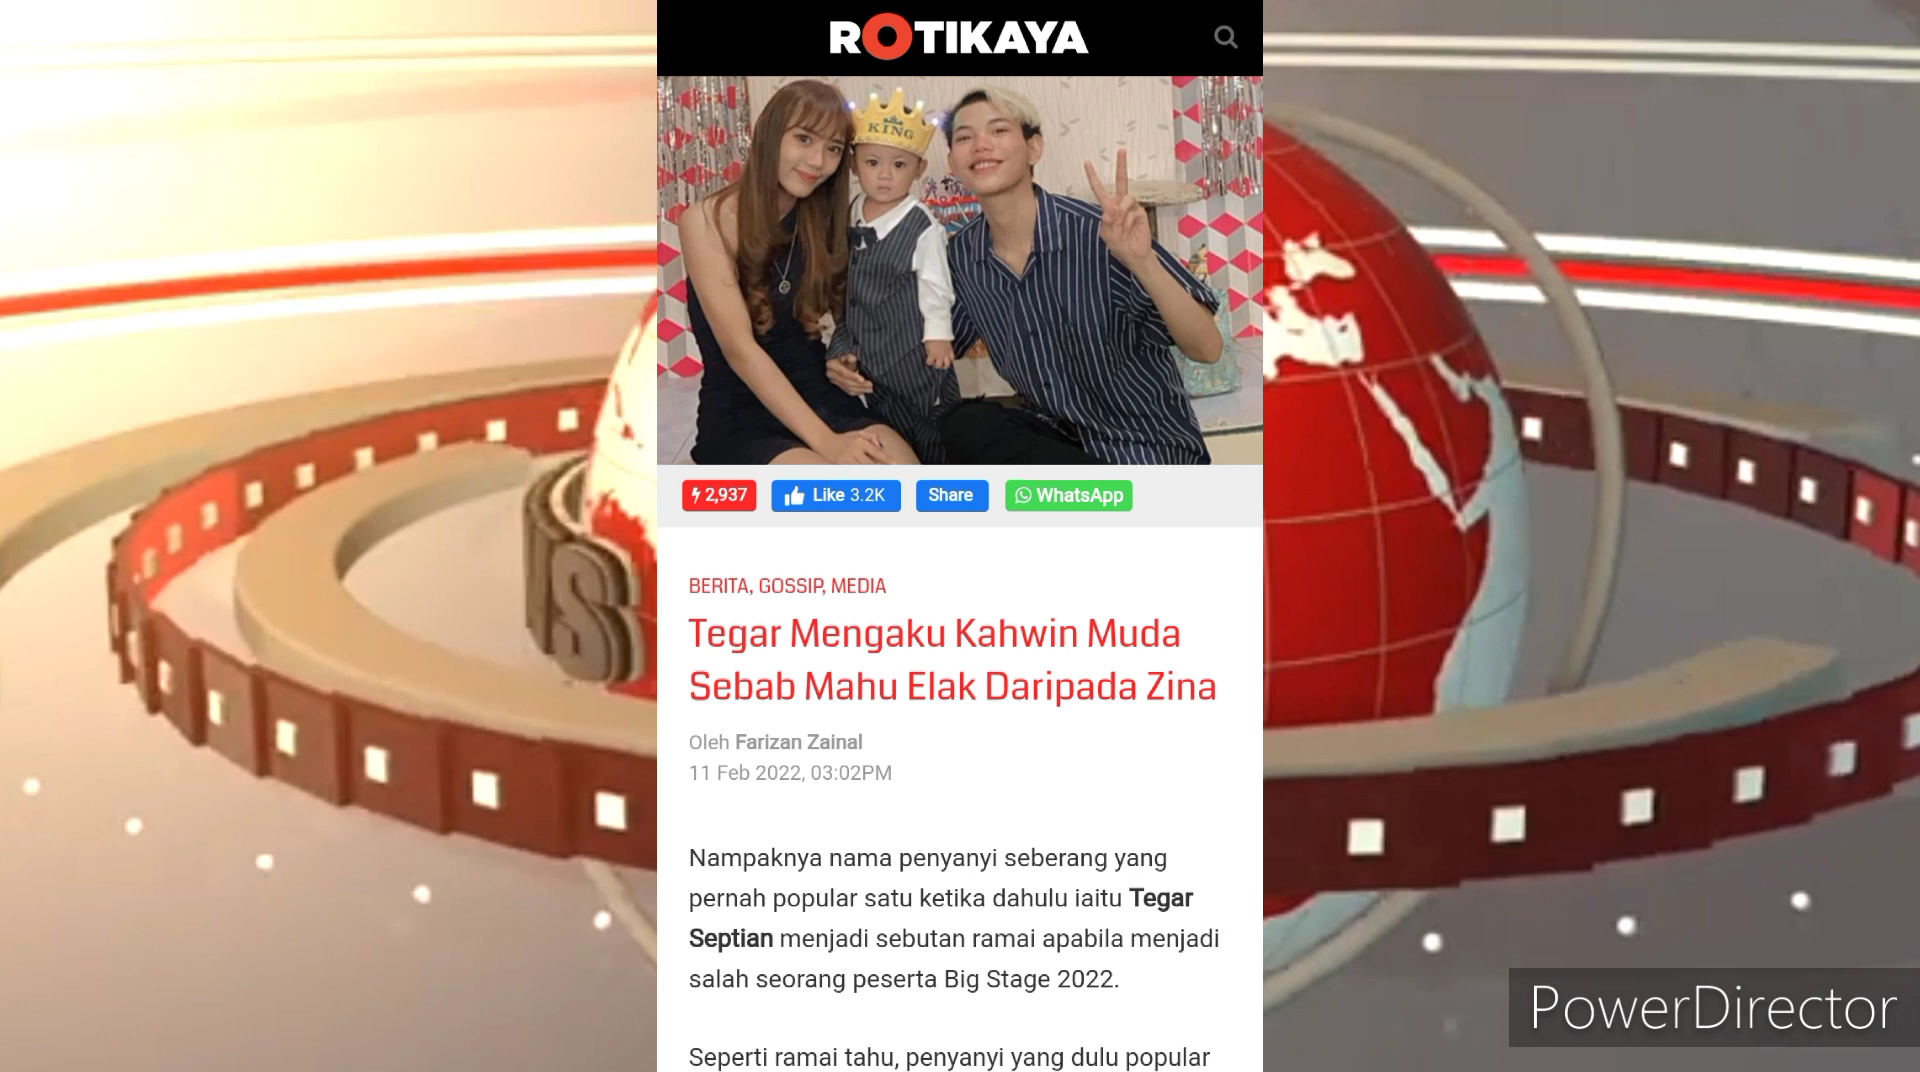 ROTIKAYA
KING
2,937
Like 3.2K
Share
WhatsApp
BERITA, GOSSIP, MEDIA
Tegar Mengaku Kahwin Muda
Sebab Mahu Elak Daripada Zina
Oleh Farizan Zainal
11 Feb 2022, 03:02PM
Nampaknya nama penyanyi seberang yang
pernah popular satu ketika dahulu iaitu Tegar
Septian menjadi sebutan ramai apabila menjadi
salah seorang peserta Big Stage 2022.
Seperti ramai tahu, penyanyi yang dulu popular
PowerDirector